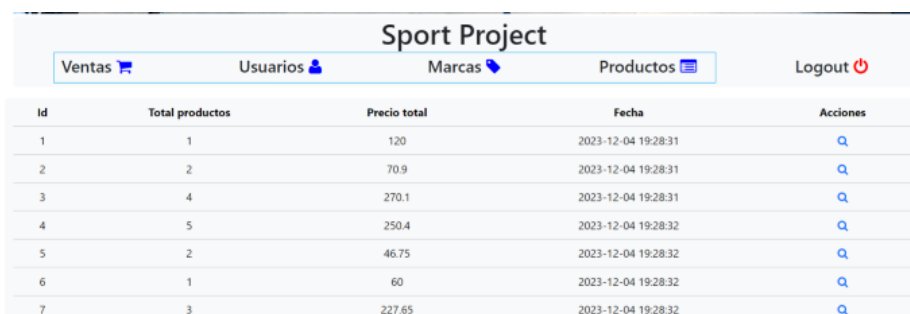 Sport Project
Ventas Usuarios Marcas Productos Logout
Id Total productos Precio total Fecha Acciones
1 1 120 2023-12-04 19:28:31
2 2 70.9 2023-12-04 19:28:31
3 4 270.1 2023-12-04 19:28:31
4 5 250.4 2023-12-04 19:28:32
5 2 46.75 2023-12-04 19:28:32
6 1 60 2023-12-04 19:28:32
7 3 227.65 2023-12-04 19:28:32